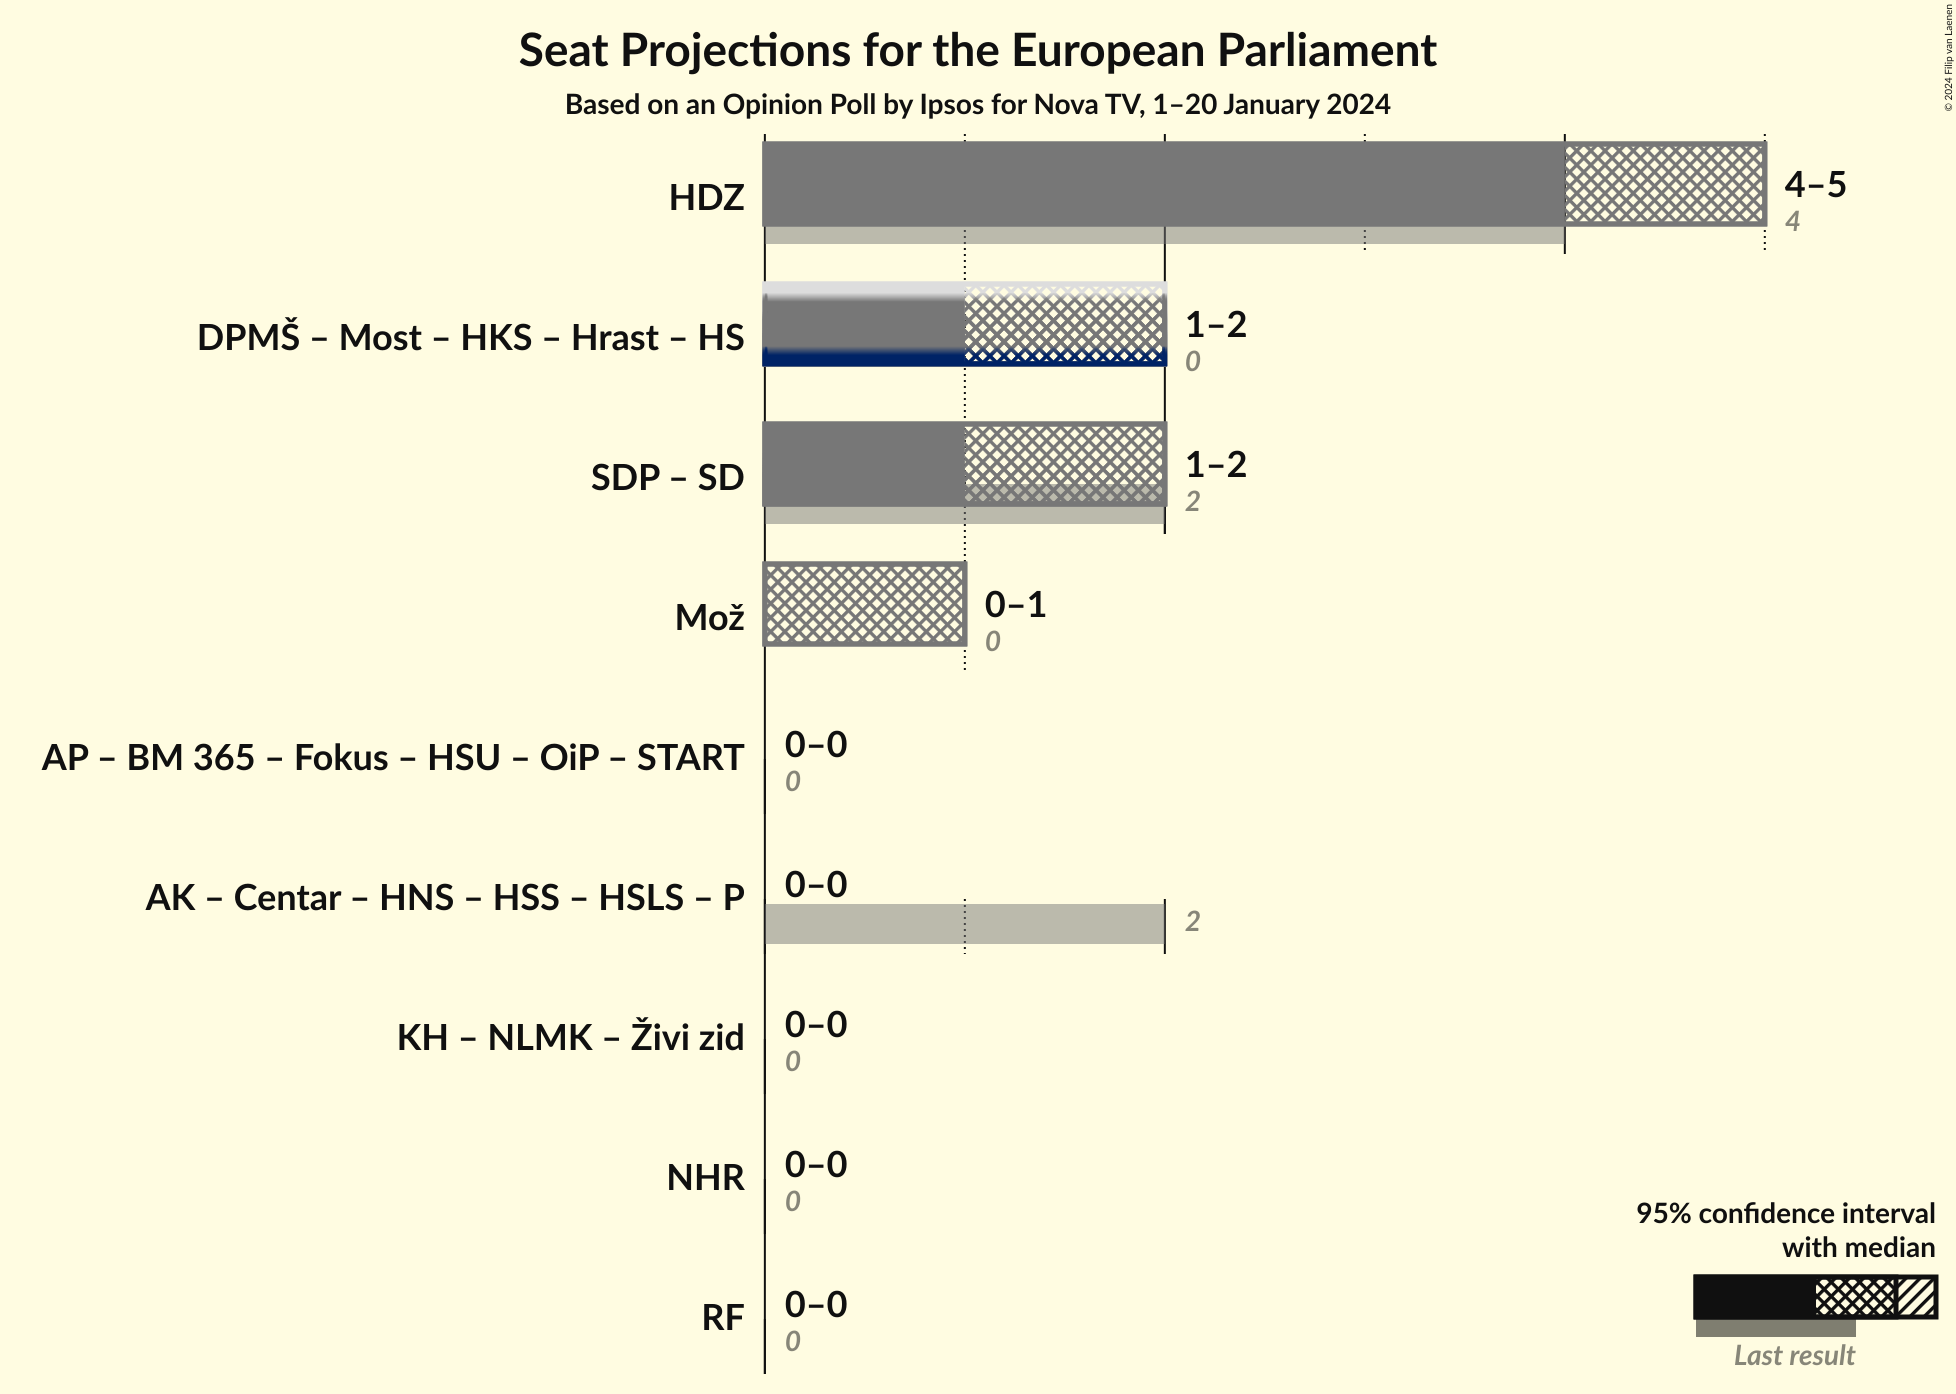 Seat Projections for the European Parliament
Based on an Opinion Poll by Ipsos for Nova TV, 1–20 January 2024
© 2024 Filip van Laenen
HDZ
4–5
4
DPMŠ – Most – HKS – Hrast – HS
1–2
0
SDP – SD
1–2
2
Mož
0–1
0
AP – BM 365 – Fokus – HSU – OiP – START
0–0
0
AK – Centar – HNS – HSS – HSLS – P
0–0
2
KH – NLMK – Živi zid
0–0
0
NHR
0–0
0
RF
0–0
0
95% confidence interval
with median
Last result